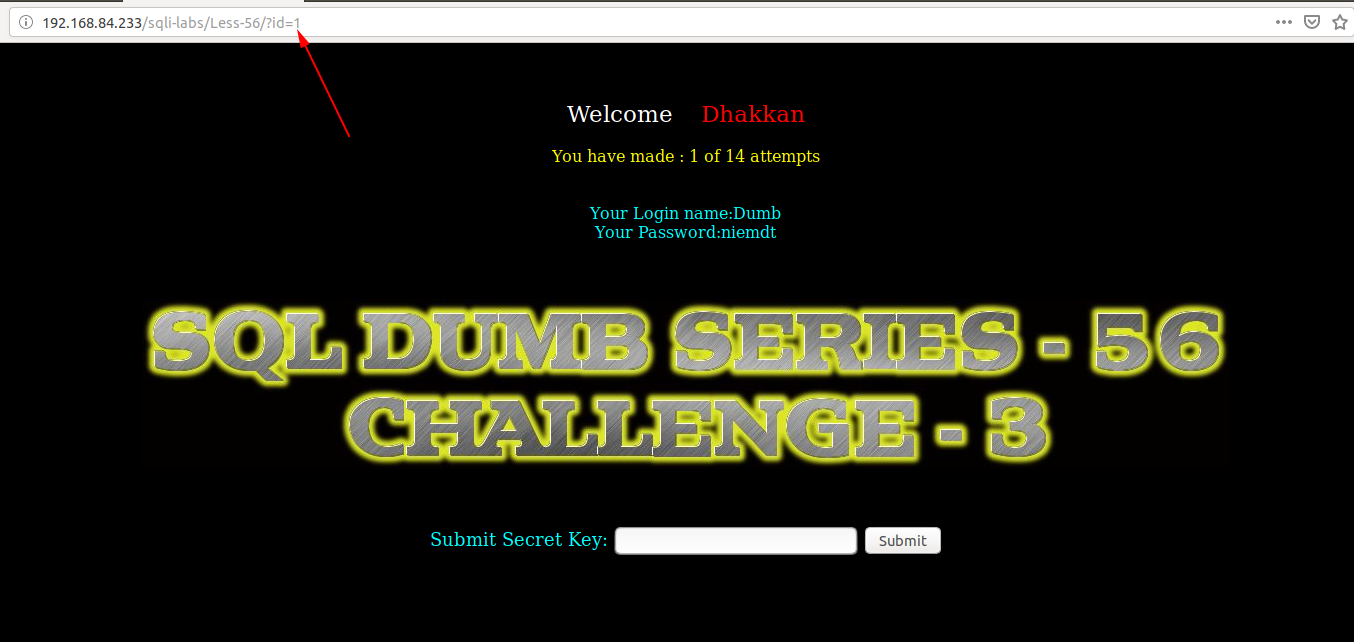 192.168.84.233/sqli-labs/Less-56/?id=1
Welcome Dhakkan
You have made : 1 of 14 attempts
Your Login name:Dumb
Your Password:niemdt
SQL DUMB SERIES - 56
CHALLENGE - 3
Submit Secret Key: Submit